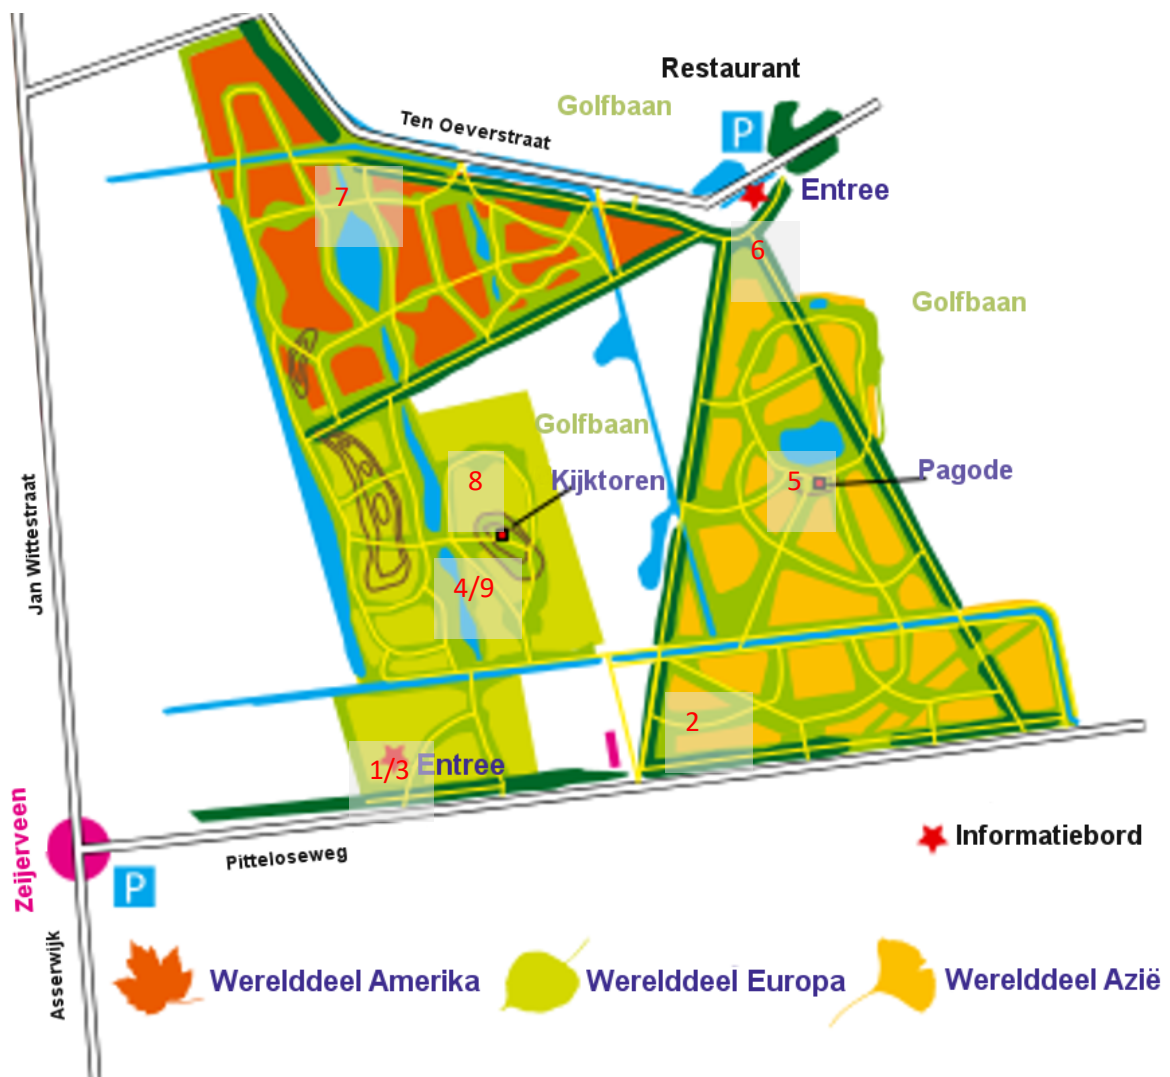 Restaurant
Golfbaan
P
Ten Oeverstraat
Entree
7
6
Golfbaan
Golfbaan
Pagode
8
Kijktoren
5
Jan Wittestraat
4/9
2
1/3
Entree
Zeijerveen
Informatiebord
Pitteloseweg
P
Asserwijk
Werelddeel Amerika
Werelddeel Europa
Werelddeel Azië